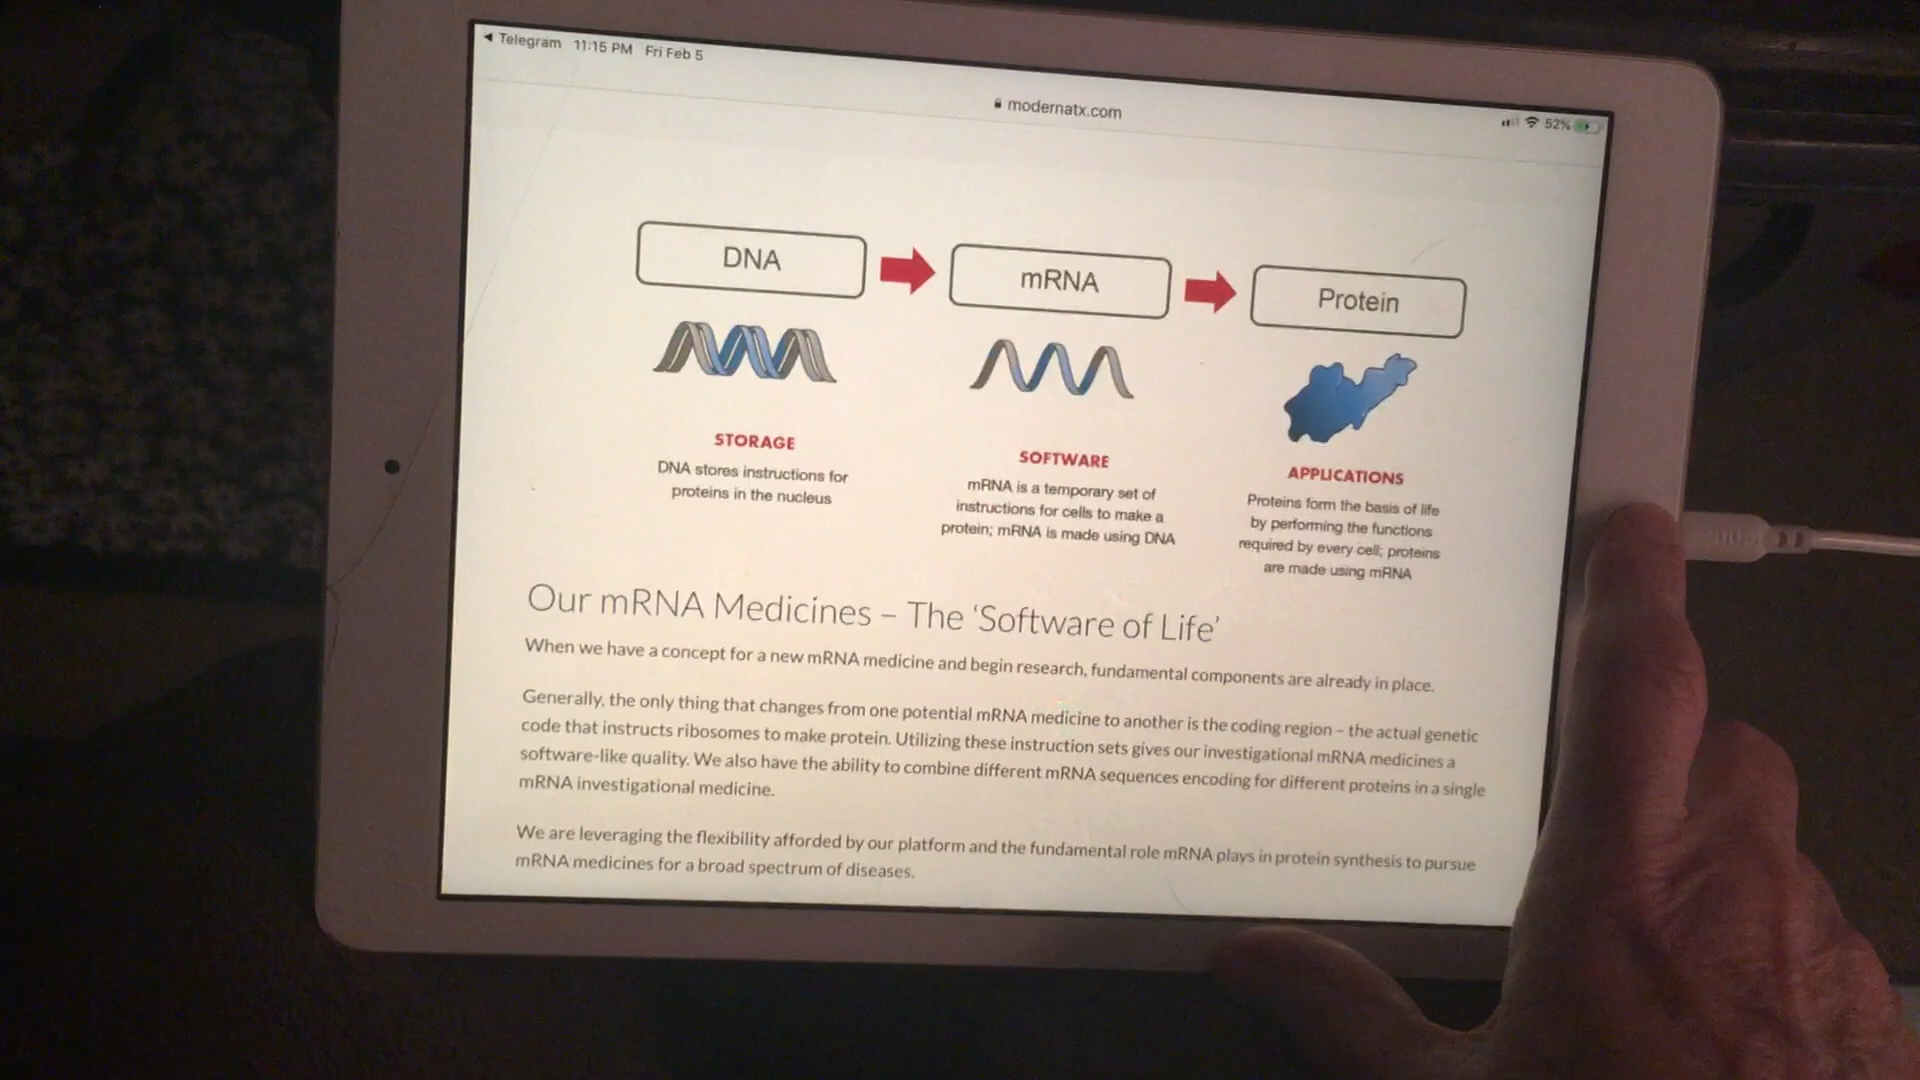 ◀ Telegram 11:15 PM Fri Feb 5
modernatx.com
52%
DNA
mRNA
Protein
STORAGE
DNA stores instructions for
proteins in the nucleus
SOFTWARE
mRNA is a temporary set of
instructions for cells to make a
protein; mRNA is made using DNA
APPLICATIONS
Proteins form the basis of life
by performing the functions
required by every cell; proteins
are made using mRNA
Our mRNA Medicines – The ‘Software of Life’
When we have a concept for a new mRNA medicine and begin research, fundamental components are already in place.
Generally, the only thing that changes from one potential mRNA medicine to another is the coding region – the actual genetic
code that instructs ribosomes to make protein. Utilizing these instruction sets gives our investigational mRNA medicines a
software-like quality. We also have the ability to combine different mRNA sequences encoding for different proteins in a single
mRNA investigational medicine.
We are leveraging the flexibility afforded by our platform and the fundamental role mRNA plays in protein synthesis to pursue
mRNA medicines for a broad spectrum of diseases.